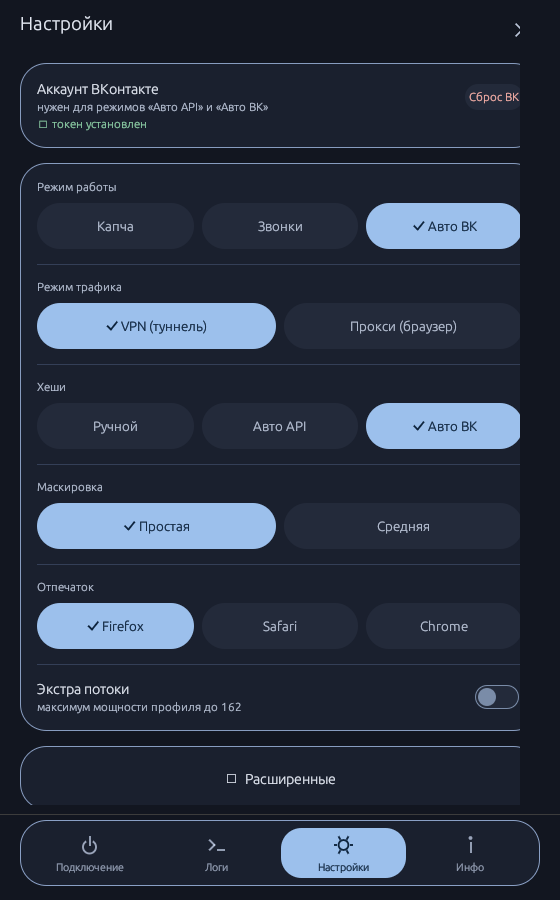 Настройки
Аккаунт ВКонтакте
нужен для режимов «Авто API» и «Авто ВК»
токен установлен
Сброс ВК
Режим работы
Капча
Звонки
Авто ВК
Режим трафика
VPN (туннель)
Прокси (браузер)
Хеши
Ручной
Авто API
Авто ВК
Маскировка
Простая
Средняя
Отпечаток
Firefox
Safari
Chrome
Экстра потоки
максимум мощности профиля до 162
Расширенные
Подключение
Логи
Настройки
Инфо